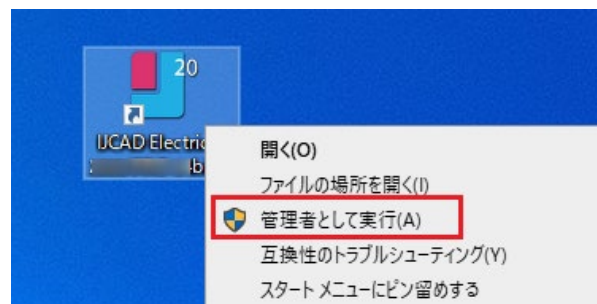 20
IJCAD Electric
開く(O)
ファイルの場所を開く(I)
管理者として実行(A)
互換性のトラブルシューティング(Y)
スタート メニューにピン留めする